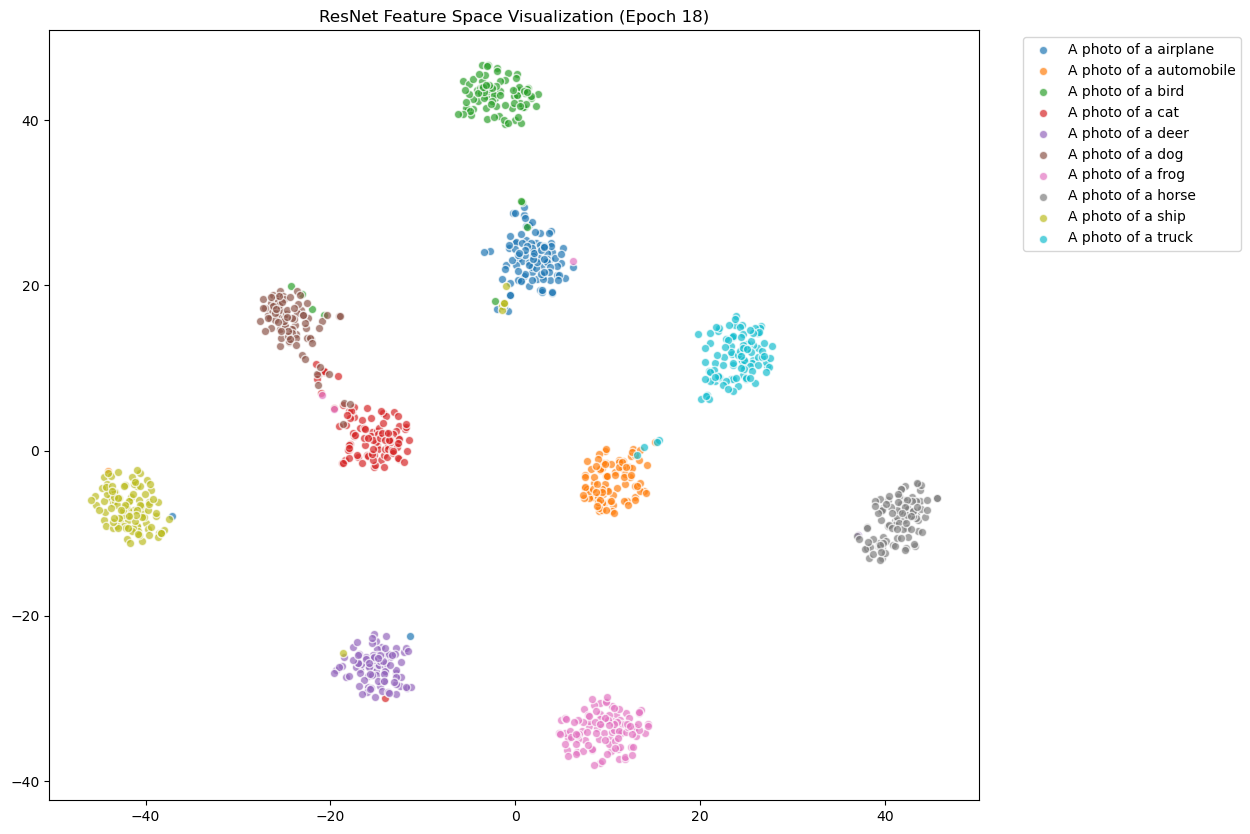 ResNet Feature Space Visualization (Epoch 18)
A photo of a airplane
A photo of a automobile
A photo of a bird
A photo of a cat
A photo of a deer
A photo of a dog
A photo of a frog
A photo of a horse
A photo of a ship
A photo of a truck
40
20
0
−20
−40
−40 −20 0 20 40